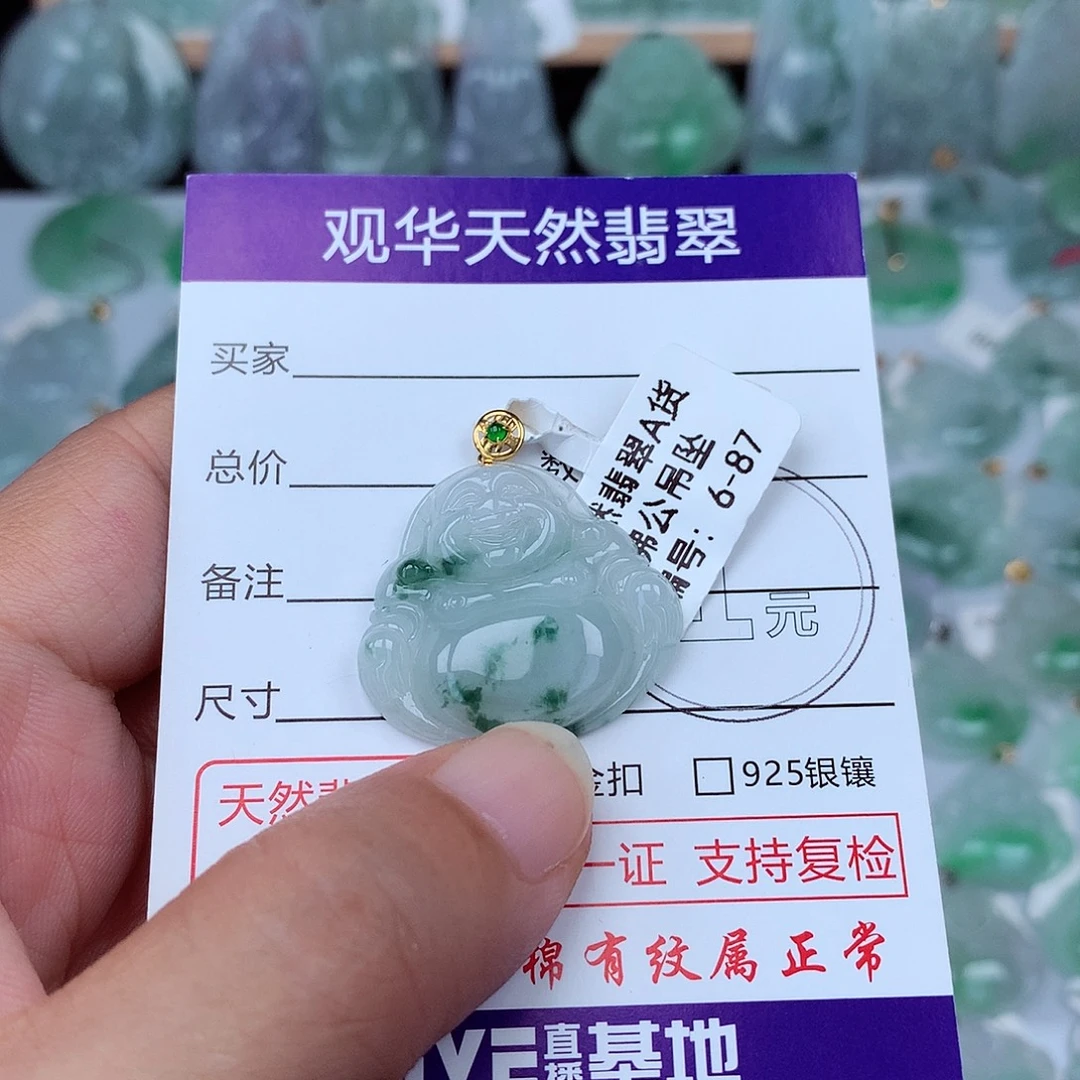 观华天然翡翠
买家
总价
翡翠A货
公吊坠
号：6-87
备注
元
尺寸
金扣 □925银镶
天然
一证 支持复检
棉有纹属正常
直播基地